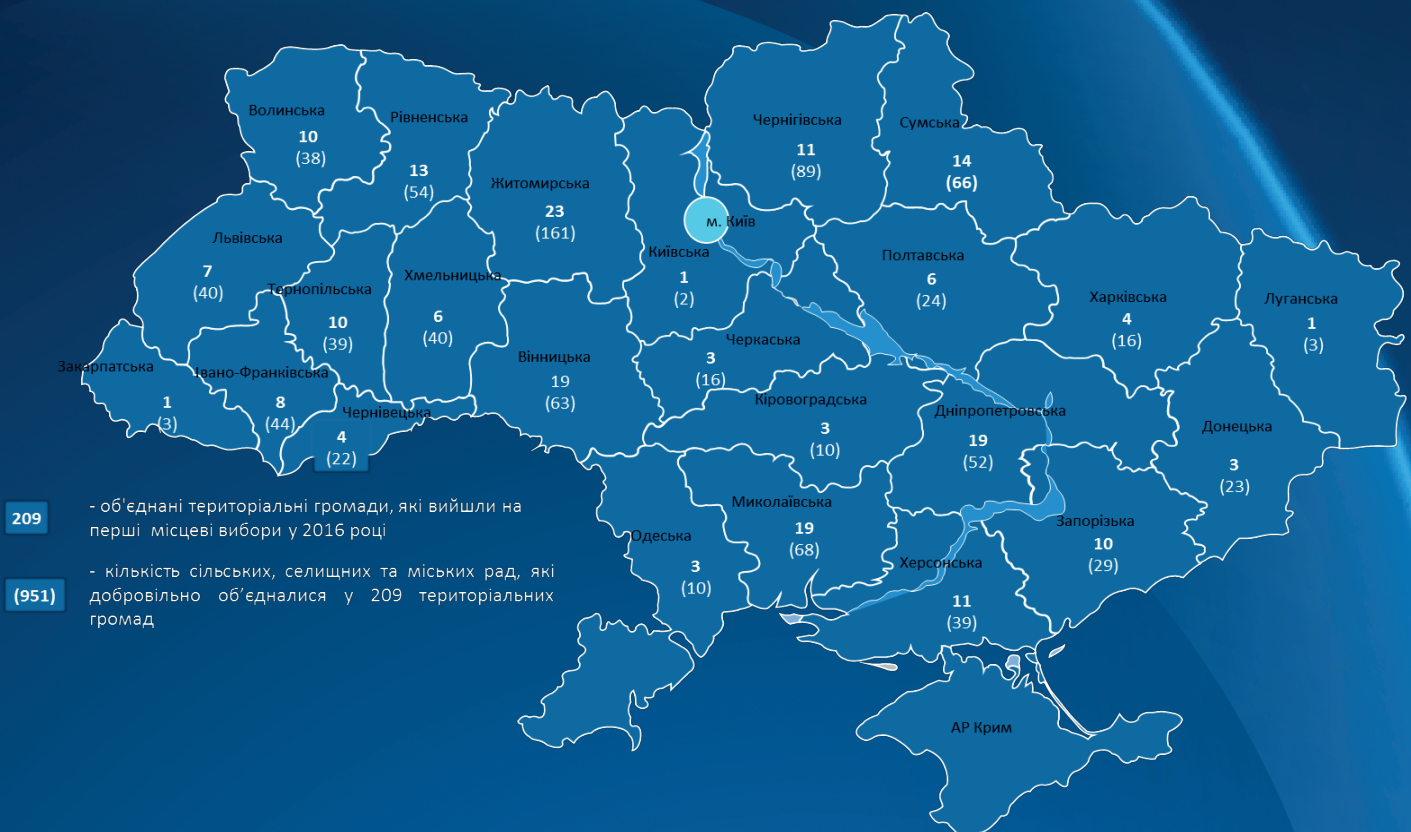 Волинська
10
(38)
Рівненська
13
(54)
Житомирська
23
(161)
Чернігівська
11
(89)
Сумська
14
(66)
м. Київ
Київська
1
(2)
Львівська
7
(40)
Тернопільська
10
(39)
Хмельницька
6
(40)
Полтавська
6
(24)
Харківська
4
(16)
Луганська
1
(3)
Закарпатська
1
(3)
Івано-Франківська
8
(44)
Чернівецька
4
(22)
Вінницька
19
(63)
Черкаська
3
(16)
Кіровоградська
3
(10)
Дніпропетровська
19
(52)
Донецька
3
(23)
Одеська
3
(10)
Миколаївська
19
(68)
Херсонська
11
(39)
Запорізька
10
(29)
АР Крим
209
- об'єднані територіальні громади, які вийшли на
перші місцеві вибори у 2016 році
(951)
- кількість сільських, селищних та міських рад, які
добровільно об’єдналися у 209 територіальних
громад